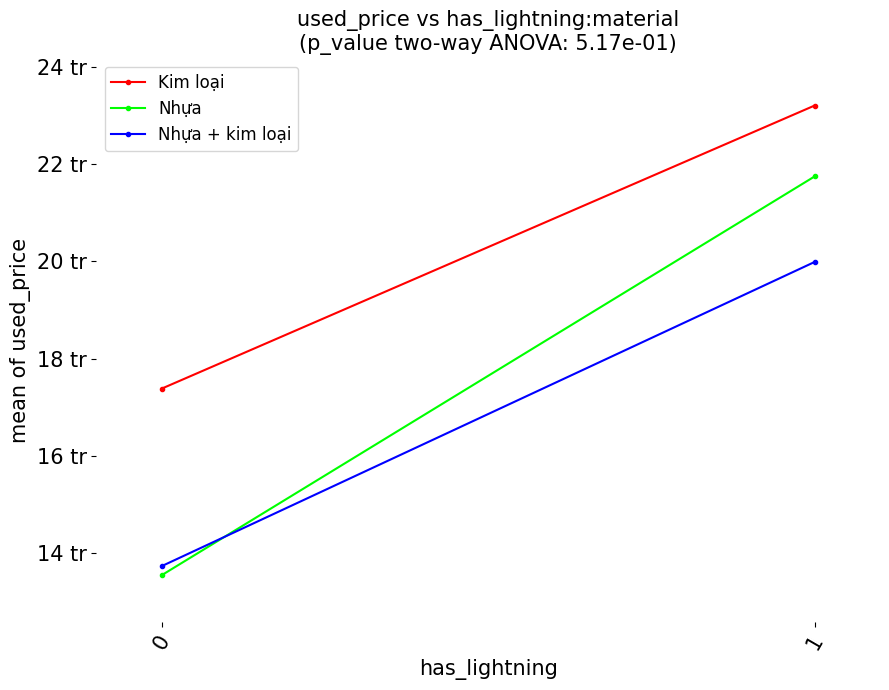 used_price vs has_lightning:material
(p_value two-way ANOVA: 5.17e-01)
Kim loại
Nhựa
Nhựa + kim loại
24 tr
22 tr
20 tr
18 tr
16 tr
14 tr
mean of used_price
0
1
has_lightning